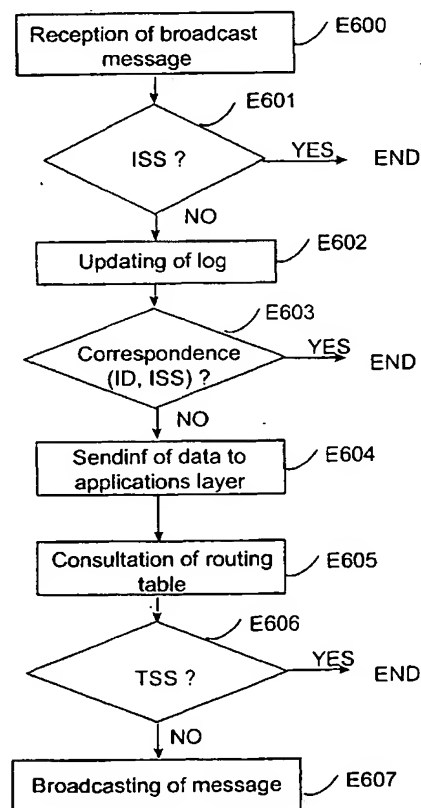 Reception of broadcast
message
E600
E601
ISS ?
YES
END
NO
Updating of log
E602
E603
Correspondence
(ID, ISS) ?
YES
END
NO
Sendinf of data to
applications layer
E604
Consultation of routing
table
E605
E606
TSS ?
YES
END
NO
Broadcasting of message
E607